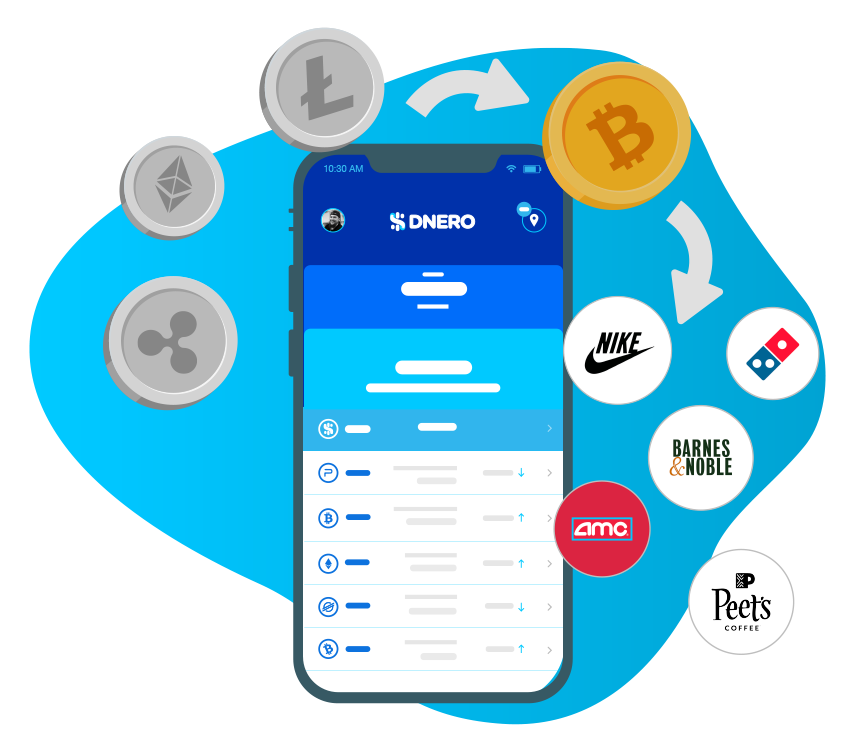 10:30 AM
DNERO
NIKE
BARNES
&NOBLE
amc
Peet's
COFFEE